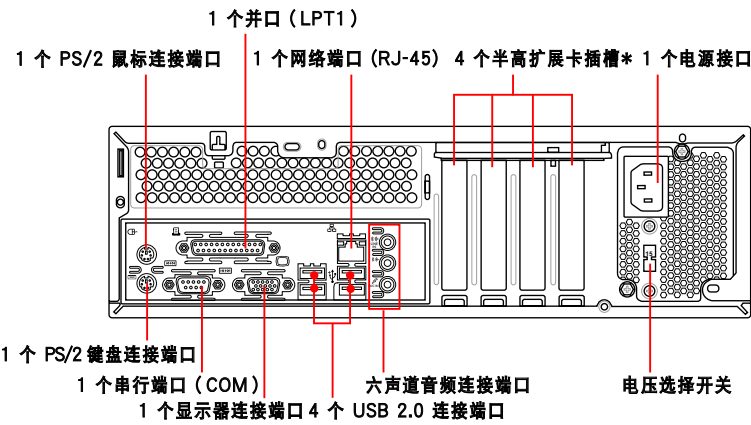 1 个并口（LPT1）
1 个 PS/2 鼠标连接端口
1 个网络端口(RJ-45)
4 个半高扩展卡插槽*
1 个电源接口
1 个 PS/2键盘连接端口
1 个串行端口（COM）
1 个显示器连接端口
4 个 USB 2.0 连接端口
六声道音频连接端口
电压选择开关